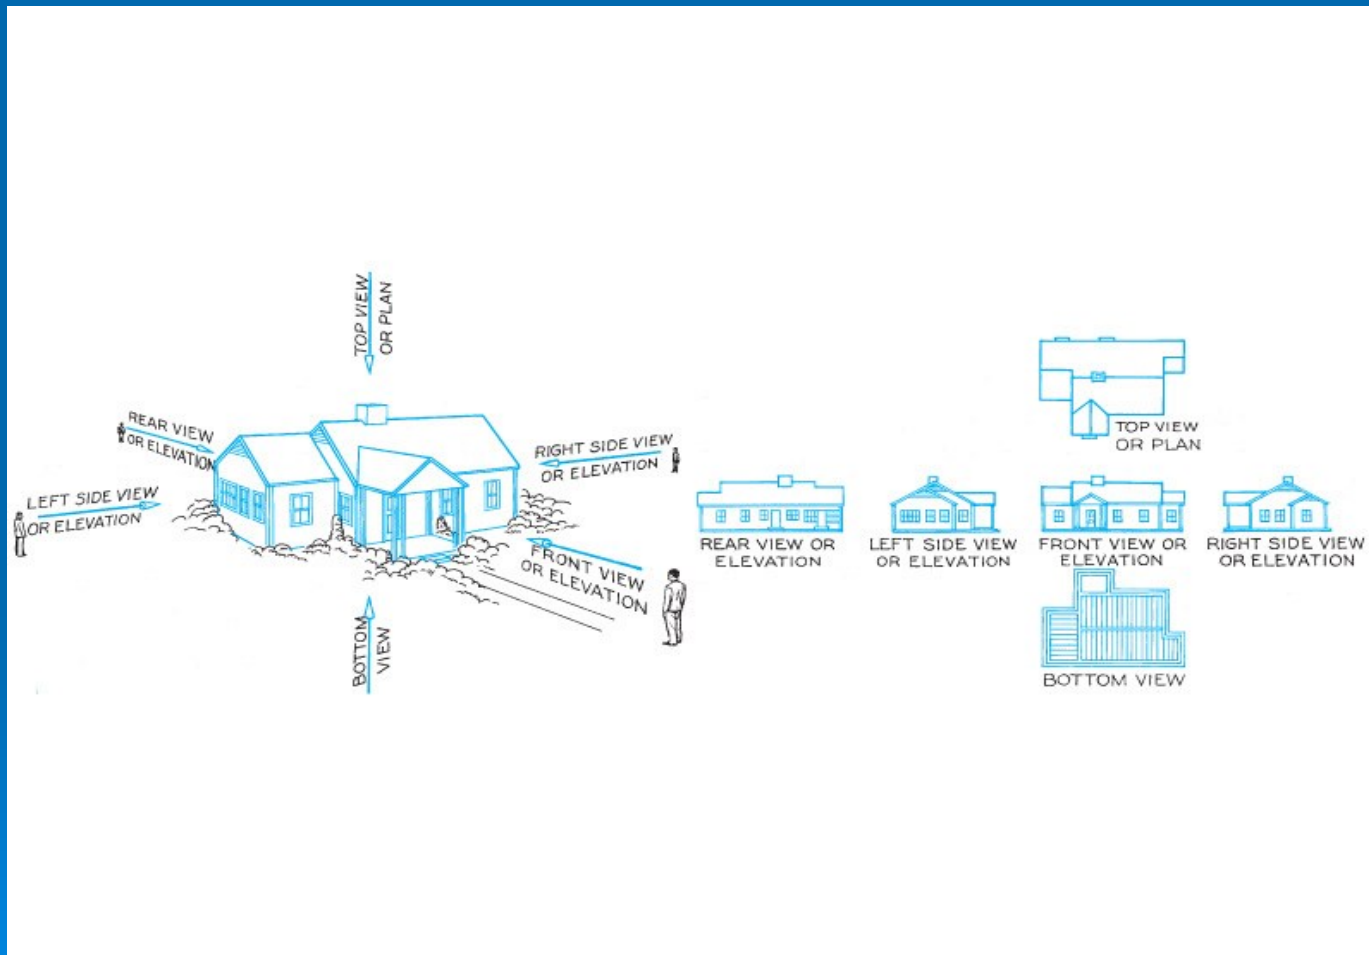 TOP VIEW
OR PLAN
REAR VIEW
OR ELEVATION
RIGHT SIDE VIEW
OR ELEVATION
LEFT SIDE VIEW
OR ELEVATION
FRONT VIEW
OR ELEVATION
BOTTOM
VIEW
TOP VIEW
OR PLAN
REAR VIEW OR
ELEVATION
LEFT SIDE VIEW
OR ELEVATION
FRONT VIEW OR
ELEVATION
RIGHT SIDE VIEW
OR ELEVATION
BOTTOM VIEW